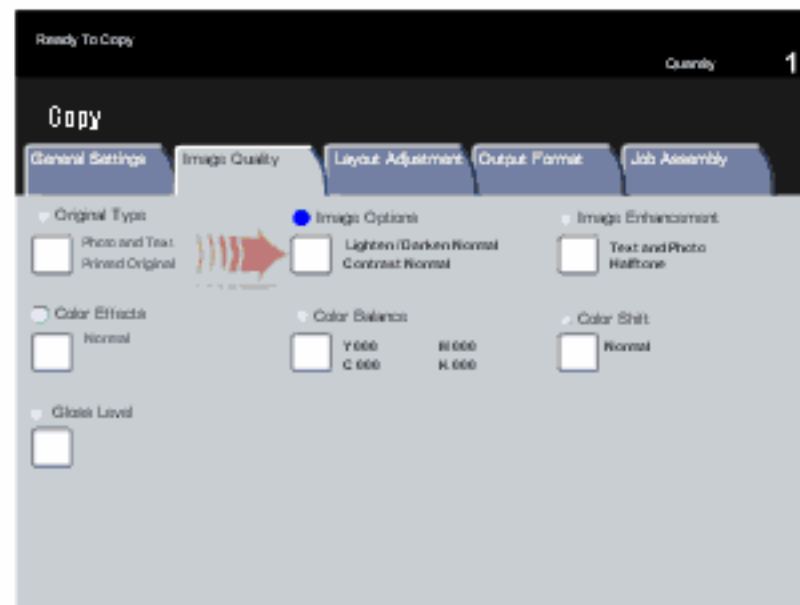 Ready To Copy
Quantity 1
Copy
General Settings
Image Quality
Layout Adjustment
Output Format
Job Assembly
Original Type
Photo and Text
Printed Original
Image Options
Lighten/Darken Normal
Contrast Normal
Image Enhancement
Text and Photo
Halftone
Color Effects
Normal
Color Balance
Y 000 M 000
C 000 K 000
Color Shift
Normal
Gloss Level